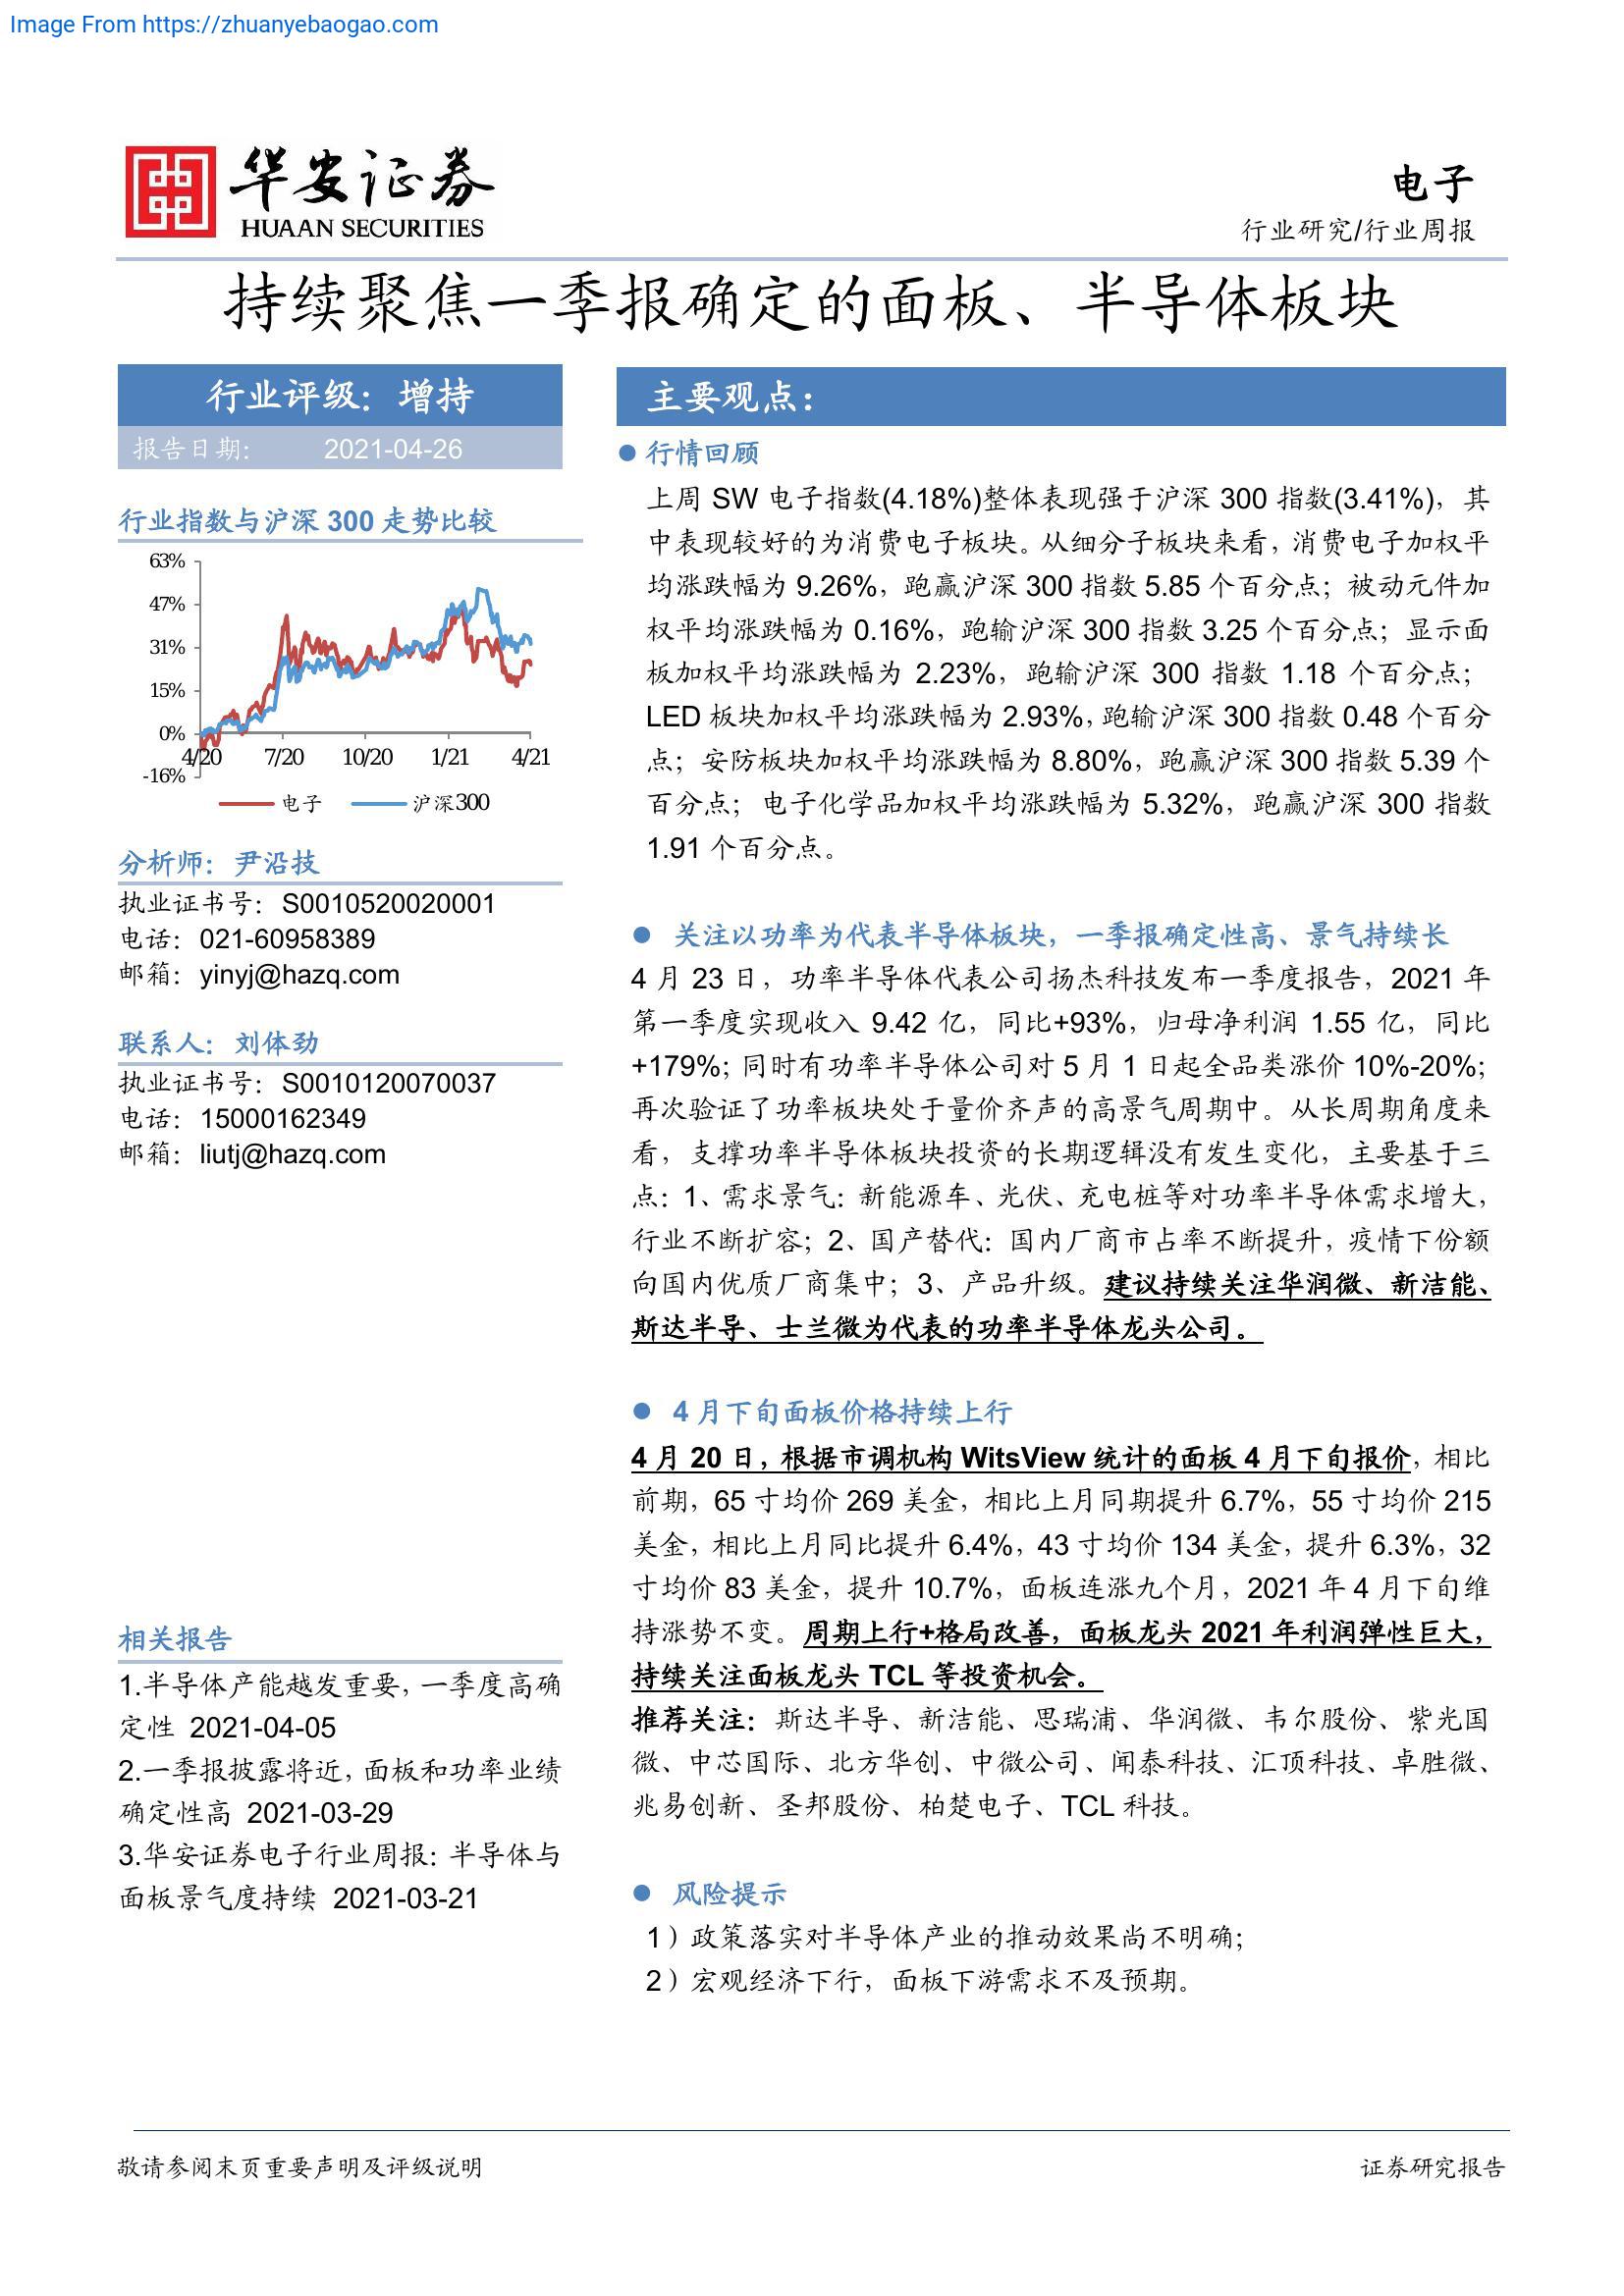 Image From https://zhuanyebaogao.com
华安证券
HUAAN SECURITIES
电子
行业研究/行业周报
持续聚焦一季报确定的面板、半导体板块
行业评级：增持
报告日期： 2021-04-26
行业指数与沪深 300 走势比较
63%
47%
31%
15%
0%
-16%
4/20 7/20 10/20 1/21 4/21
电子 沪深300
分析师：尹沿技
执业证书号：S0010520020001
电话：021-60958389
邮箱：yinyj@hazq.com
联系人：刘体劲
执业证书号：S0010120070037
电话：15000162349
邮箱：liutj@hazq.com
相关报告
1.半导体产能越发重要，一季度高确
定性 2021-04-05
2.一季报披露将近，面板和功率业绩
确定性高 2021-03-29
3.华安证券电子行业周报：半导体与
面板景气度持续 2021-03-21
主要观点：
● 行情回顾
上周 SW 电子指数(4.18%)整体表现强于沪深 300 指数(3.41%)，其
中表现较好的为消费电子板块。从细分子板块来看，消费电子加权平
均涨跌幅为 9.26%，跑赢沪深 300 指数 5.85 个百分点；被动元件加
权平均涨跌幅为 0.16%，跑输沪深 300 指数 3.25 个百分点；显示面
板加权平均涨跌幅为 2.23%，跑输沪深 300 指数 1.18 个百分点；
LED 板块加权平均涨跌幅为 2.93%，跑输沪深 300 指数 0.48 个百分
点；安防板块加权平均涨跌幅为 8.80%，跑赢沪深 300 指数 5.39 个
百分点；电子化学品加权平均涨跌幅为 5.32%，跑赢沪深 300 指数
1.91 个百分点。
● 关注以功率为代表半导体板块，一季报确定性高、景气持续长
4 月 23 日，功率半导体代表公司扬杰科技发布一季度报告，2021 年
第一季度实现收入 9.42 亿，同比+93%，归母净利润 1.55 亿，同比
+179%；同时有功率半导体公司对 5 月 1 日起全品类涨价 10%-20%；
再次验证了功率板块处于量价齐声的高景气周期中。从长周期角度来
看，支撑功率半导体板块投资的长期逻辑没有发生变化，主要基于三
点：1、需求景气：新能源车、光伏、充电桩等对功率半导体需求增大，
行业不断扩容；2、国产替代：国内厂商市占率不断提升，疫情下份额
向国内优质厂商集中；3、产品升级。建议持续关注华润微、新洁能、
斯达半导、士兰微为代表的功率半导体龙头公司。
● 4 月下旬面板价格持续上行
4 月 20 日，根据市调机构 WitsView 统计的面板 4 月下旬报价，相比
前期，65 寸均价 269 美金，相比上月同期提升 6.7%，55 寸均价 215
美金，相比上月同比提升 6.4%，43 寸均价 134 美金，提升 6.3%，32
寸均价 83 美金，提升 10.7%，面板连涨九个月，2021 年 4 月下旬维
持涨势不变。周期上行+格局改善，面板龙头 2021 年利润弹性巨大，
持续关注面板龙头 TCL 等投资机会。
推荐关注：斯达半导、新洁能、思瑞浦、华润微、韦尔股份、紫光国
微、中芯国际、北方华创、中微公司、闻泰科技、汇顶科技、卓胜微、
兆易创新、圣邦股份、柏楚电子、TCL 科技。
● 风险提示
1）政策落实对半导体产业的推动效果尚不明确；
2）宏观经济下行，面板下游需求不及预期。
敬请参阅末页重要声明及评级说明 证券研究报告